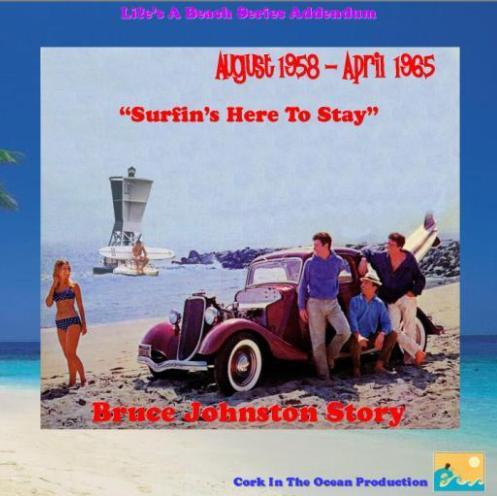 Life's A Beach Series Addendum
August 1958 - April 1965
"Surfin's Here To Stay"
Bruce Johnston Story
Cork In The Ocean Production